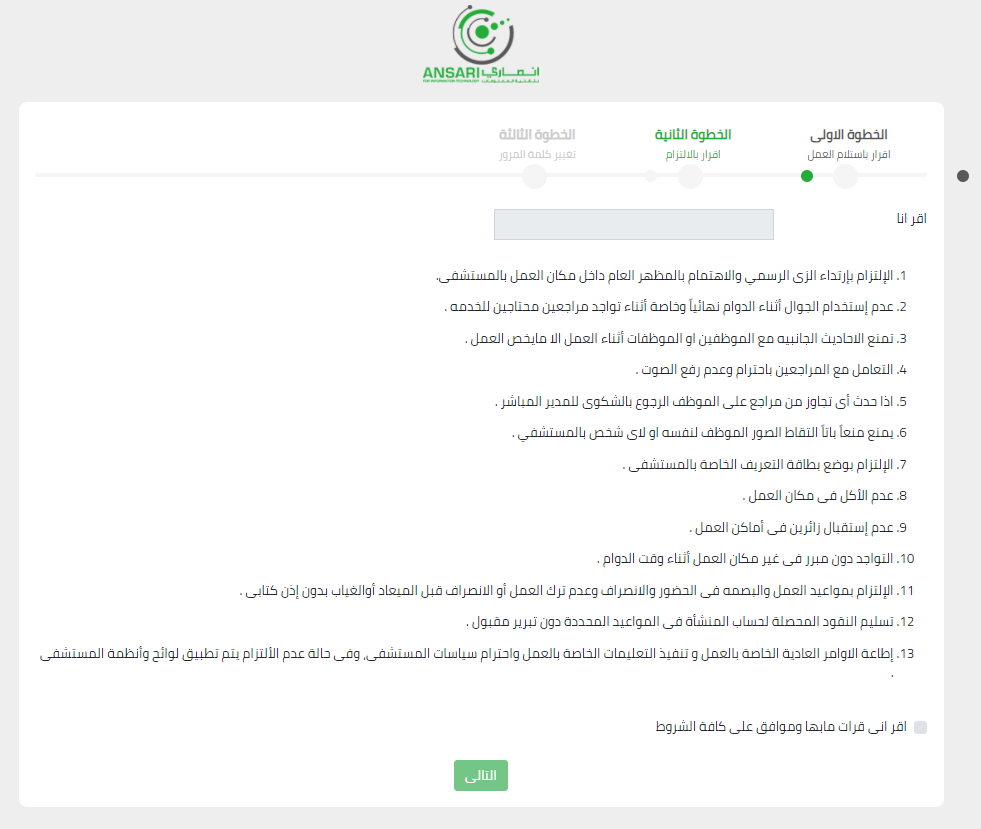 ANSARI انصاري
الخطوة الاولى
اقرار باستلام العمل
الخطوة الثانية
اقرار بالالتزام
الخطوة الثالثة
تغيير كلمة المرور
اقر انا
1. الإلتزام بإرتداء الزى الرسمي والاهتمام بالمظهر العام داخل مكان العمل بالمستشفى.
2. عدم إستخدام الجوال أثناء الدوام نهائياً وخاصة أثناء تواجد مراجعين محتاجين للخدمه .
3. تمنع الاحاديث الجانبيه مع الموظفين او الموظفات أثناء العمل الا مايخص العمل .
4. التعامل مع المراجعين باحترام وعدم رفع الصوت .
5. اذا حدث أى تجاوز من مراجع على الموظف الرجوع بالشكوى للمدير المباشر .
6. يمنع منعاً باتاً التقاط الصور الموظف لنفسه او لاى شخص بالمستشفي .
7. الإلتزام بوضع بطاقة التعريف الخاصة بالمستشفى .
8. عدم الأكل فى مكان العمل .
9. عدم إستقبال زائرين فى أماكن العمل .
10. التواجد دون مبرر فى غير مكان العمل أثناء وقت الدوام .
11. الإلتزام بمواعيد العمل والبصمه فى الحضور والانصراف وعدم ترك العمل أو الانصراف قبل الميعاد أوالغياب بدون إذن كتابى .
12. تسليم النقود المحصلة لحساب المنشأة فى المواعيد المحددة دون تبرير مقبول .
13. إطاعة الاوامر العادية الخاصة بالعمل و تنفيذ التعليمات الخاصة بالعمل واحترام سياسات المستشفى, وفى حالة عدم الألتزام يتم تطبيق لوائح وأنظمة المستشفى
.
اقر انى قرات مابها وموافق على كافة الشروط
التالى